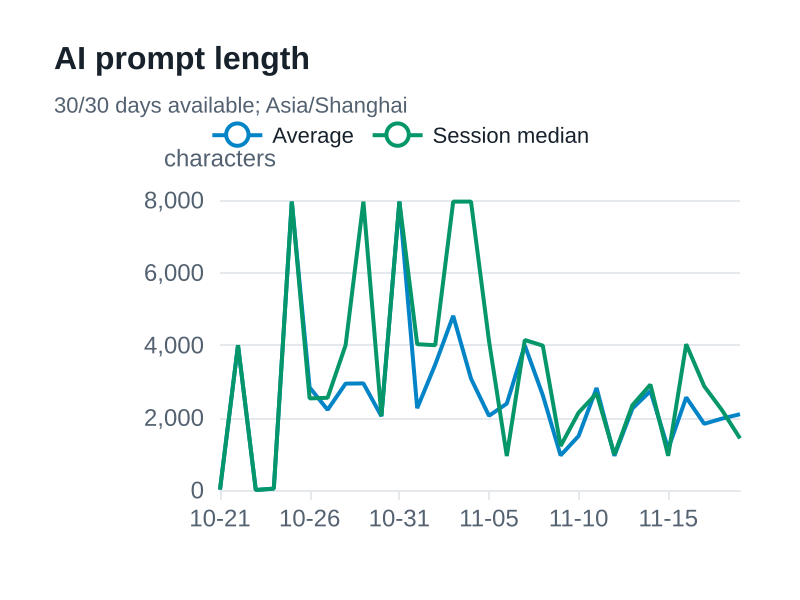 AI prompt length
30/30 days available; Asia/Shanghai
Average Session median
characters
8,000
6,000
4,000
2,000
0
10-21 10-26 10-31 11-05 11-10 11-15